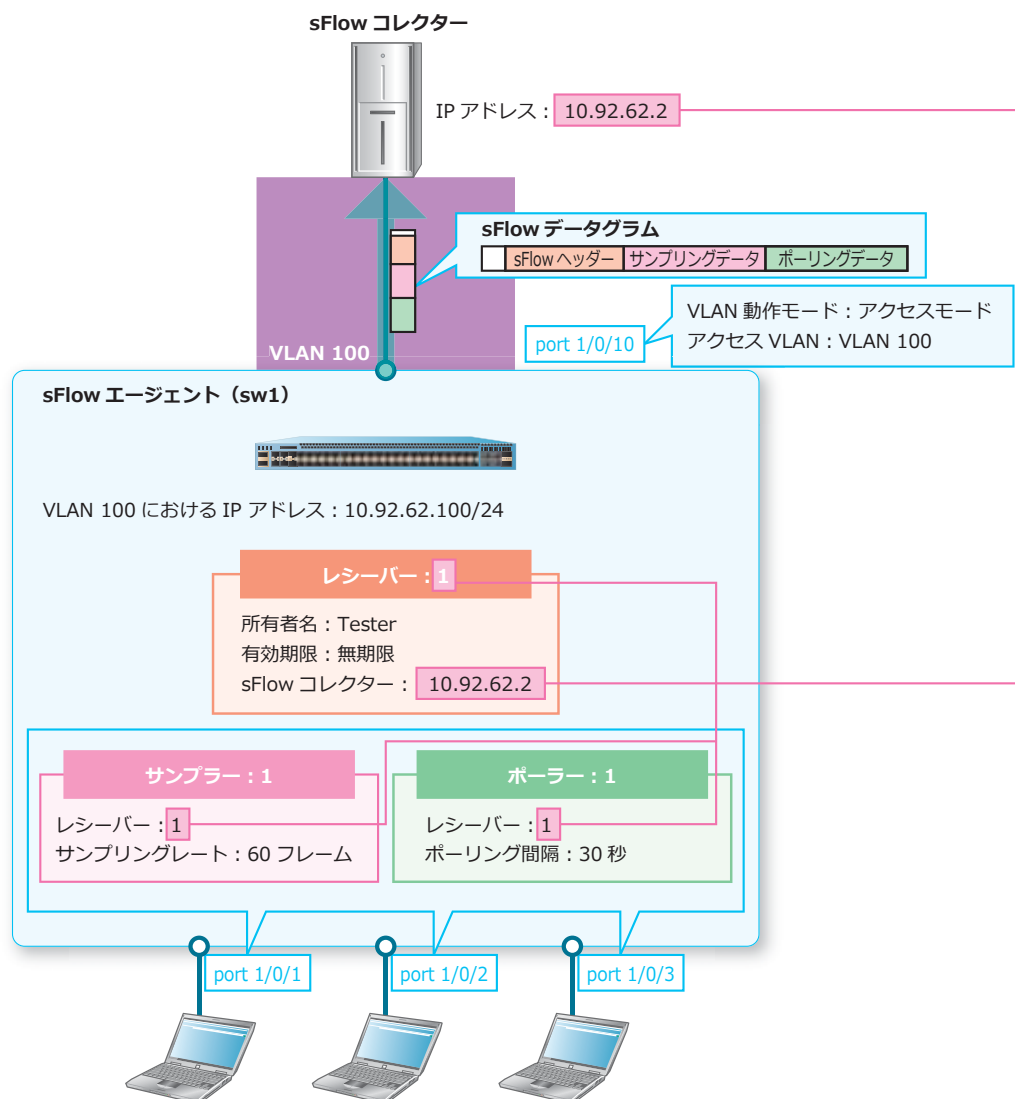 sFlow コレクター
IP アドレス : 10.92.62.2
sFlow データグラム
sFlow ヘッダー サンプリングデータ ポーリングデータ
VLAN 動作モード : アクセスモード
アクセス VLAN : VLAN 100
port 1/0/10
VLAN 100
sFlow エージェント（sw1）
VLAN 100 における IP アドレス : 10.92.62.100/24
レシーバー : 1
所有者名 : Tester
有効期限 : 無期限
sFlow コレクター : 10.92.62.2
サンプラー : 1
レシーバー : 1
サンプリングレート : 60 フレーム
ポーラー : 1
レシーバー : 1
ポーリング間隔 : 30 秒
port 1/0/1
port 1/0/2
port 1/0/3